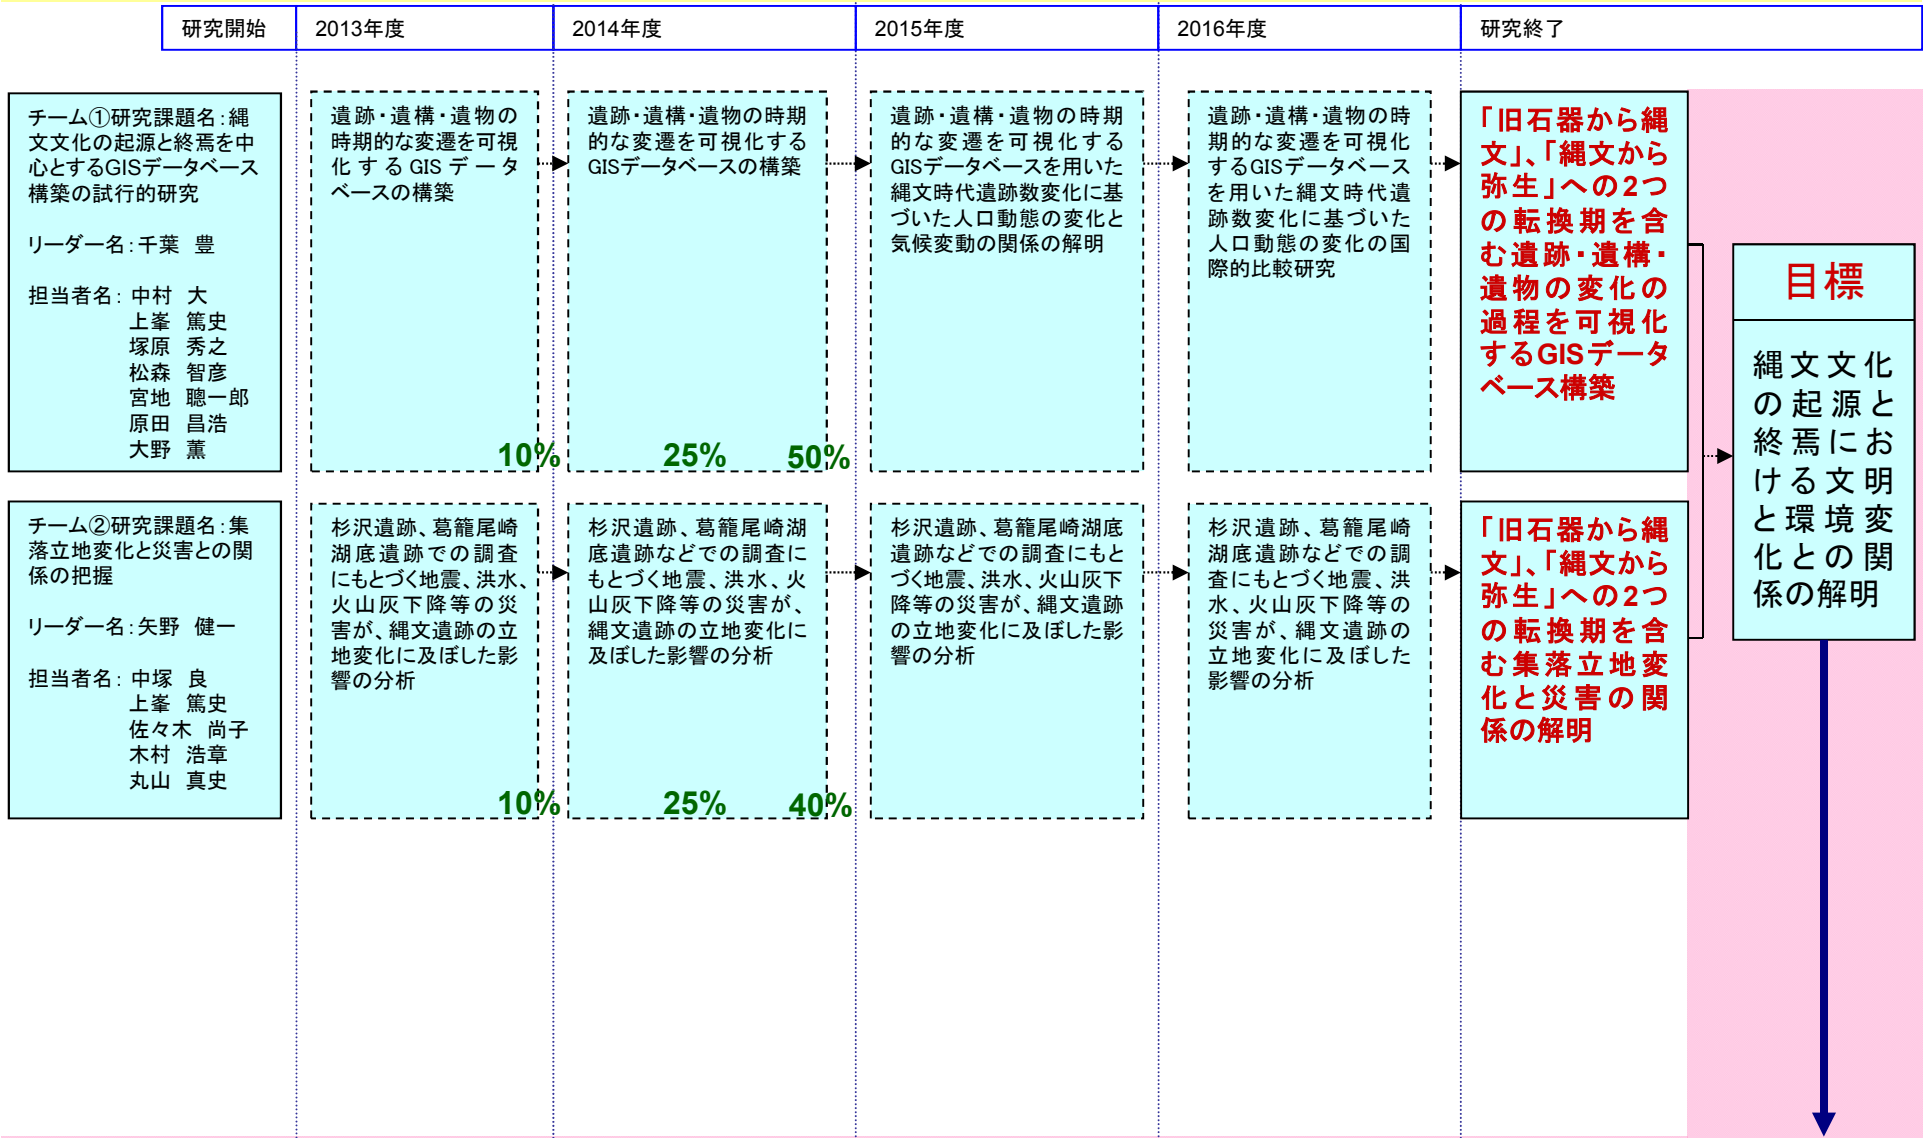 研究開始
2013年度
2014年度
2015年度
2016年度
研究終了
チーム①研究課題名：縄
文文化の起源と終焉を中
心とするGISデータベース
構築の試行的研究
リーダー名：千葉 豊
担当者名： 中村 大
上峯 篤史
塚原 秀之
松森 智彦
宮地 聰一郎
原田 昌浩
大野 薫
遺跡・遺構・遺物の
時期的な変遷を可視
化するGISデータ
ベースの構築
10%
遺跡・遺構・遺物の時期
的な変遷を可視化する
GISデータベースの構築
25%
50%
遺跡・遺構・遺物の時期
的な変遷を可視化する
GISデータベースを用いた
縄文時代遺跡数変化に基
づいた人口動態の変化と
気候変動の関係の解明
遺跡・遺構・遺物の時
期的な変遷を可視化
するGISデータベース
を用いた縄文時代遺
跡数変化に基づいた
人口動態の変化の国
際的比較研究
「旧石器から縄
文」、「縄文から
弥生」への2つ
の転換期を含
む遺跡・遺構・
遺物の変化の
過程を可視化
するGISデータ
ベース構築
チーム②研究課題名：集
落立地変化と災害との関
係の把握
リーダー名：矢野 健一
担当者名： 中塚 良
上峯 篤史
佐々木 尚子
木村 浩章
丸山 真史
杉沢遺跡、葛籠尾崎
湖底遺跡での調査
にもとづく地震、洪水、
火山灰下降等の災
害が、縄文遺跡の立
地変化に及ぼした影
響の分析
10%
杉沢遺跡、葛籠尾崎湖
底遺跡などでの調査に
もとづく地震、洪水、火
山灰下降等の災害が、
縄文遺跡の立地変化に
及ぼした影響の分析
25%
40%
杉沢遺跡、葛籠尾崎湖底
遺跡などでの調査にもと
づく地震、洪水、火山灰下
降等の災害が、縄文遺跡
の立地変化に及ぼした影
響の分析
杉沢遺跡、葛籠尾崎
湖底遺跡などでの調
査にもとづく地震、洪
水、火山灰下降等の
災害が、縄文遺跡の
立地変化に及ぼした
影響の分析
「旧石器から縄
文」、「縄文から
弥生」への2つ
の転換期を含
む集落立地変
化と災害の関
係の解明
目標
縄文文化
の起源と
終焉にお
ける文明
と環境変
化との関
係の解明